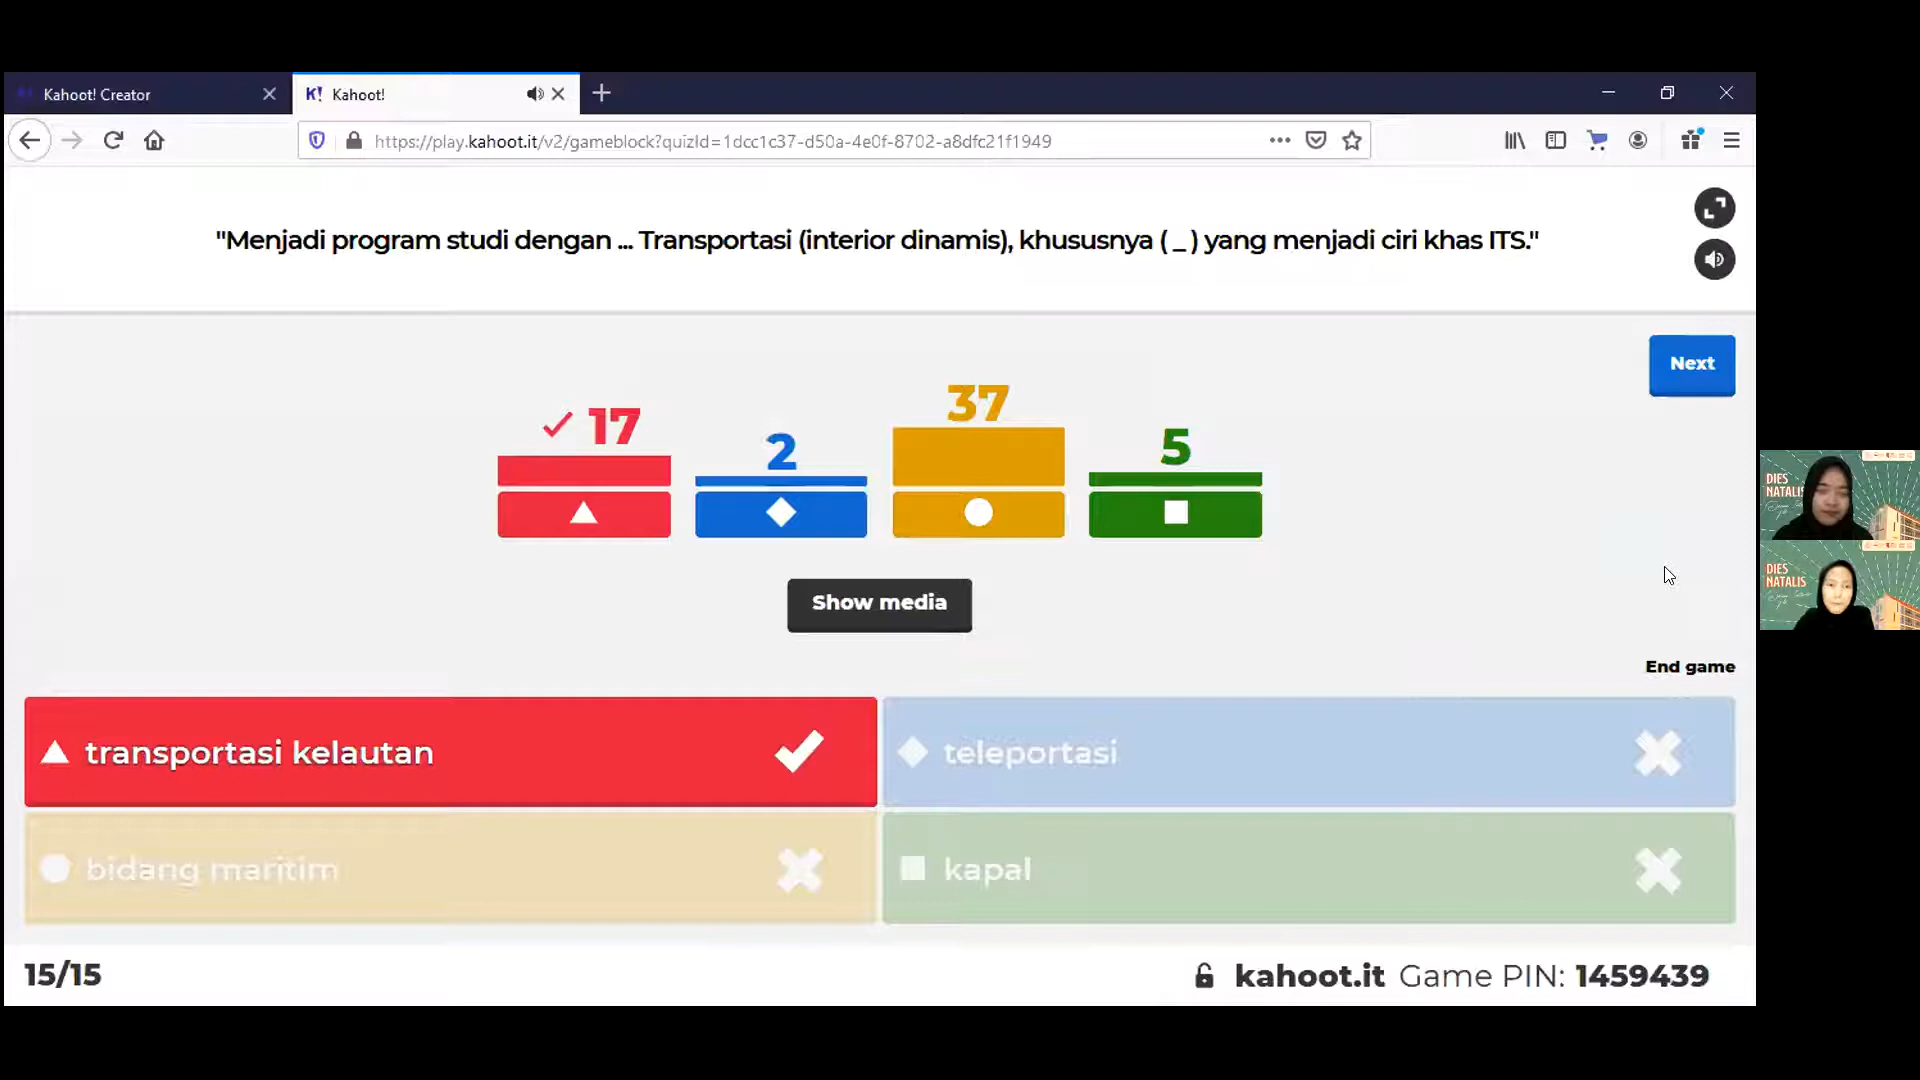 Kahoot! Creator
K! Kahoot!
https://play.kahoot.it/v2/gameblock?quizId=1dcc1c37-d50a-4e0f-8702-a8dfc21f1949
"Menjadi program studi dengan ... Transportasi (interior dinamis), khususnya ( _ ) yang menjadi ciri khas ITS."
Next
17
2
37
5
Show media
End game
transportasi kelautan
teleportasi
bidang maritim
kapal
15/15
kahoot.it Game PIN: 1459439
DIES
NATALIS
DIES
NATALIS